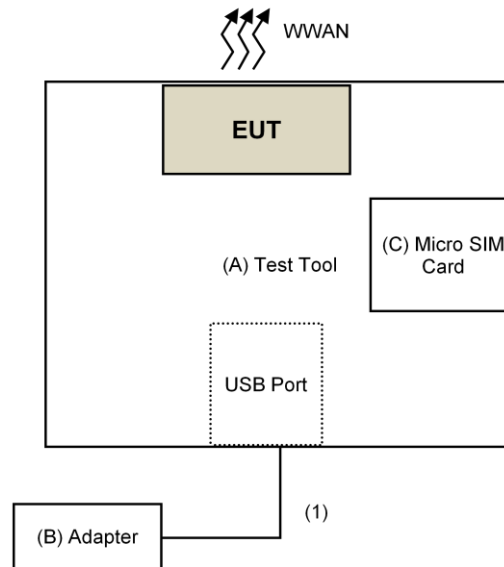 WWAN
EUT
(C) Micro SIM
Card
(A) Test Tool
USB Port
(1)
(B) Adapter